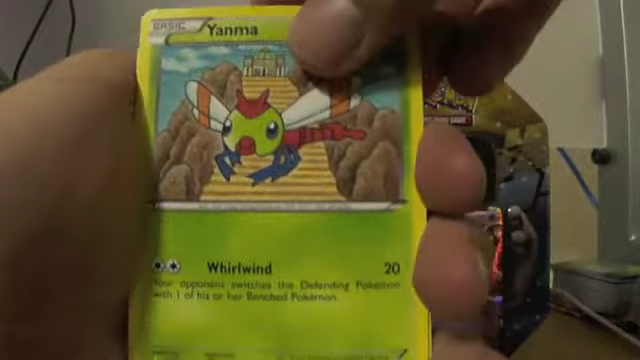 BASIC Yanma
Whirlwind 20
Your opponent switches the Defending Pokémon
with 1 of his or her Benched Pokémon.